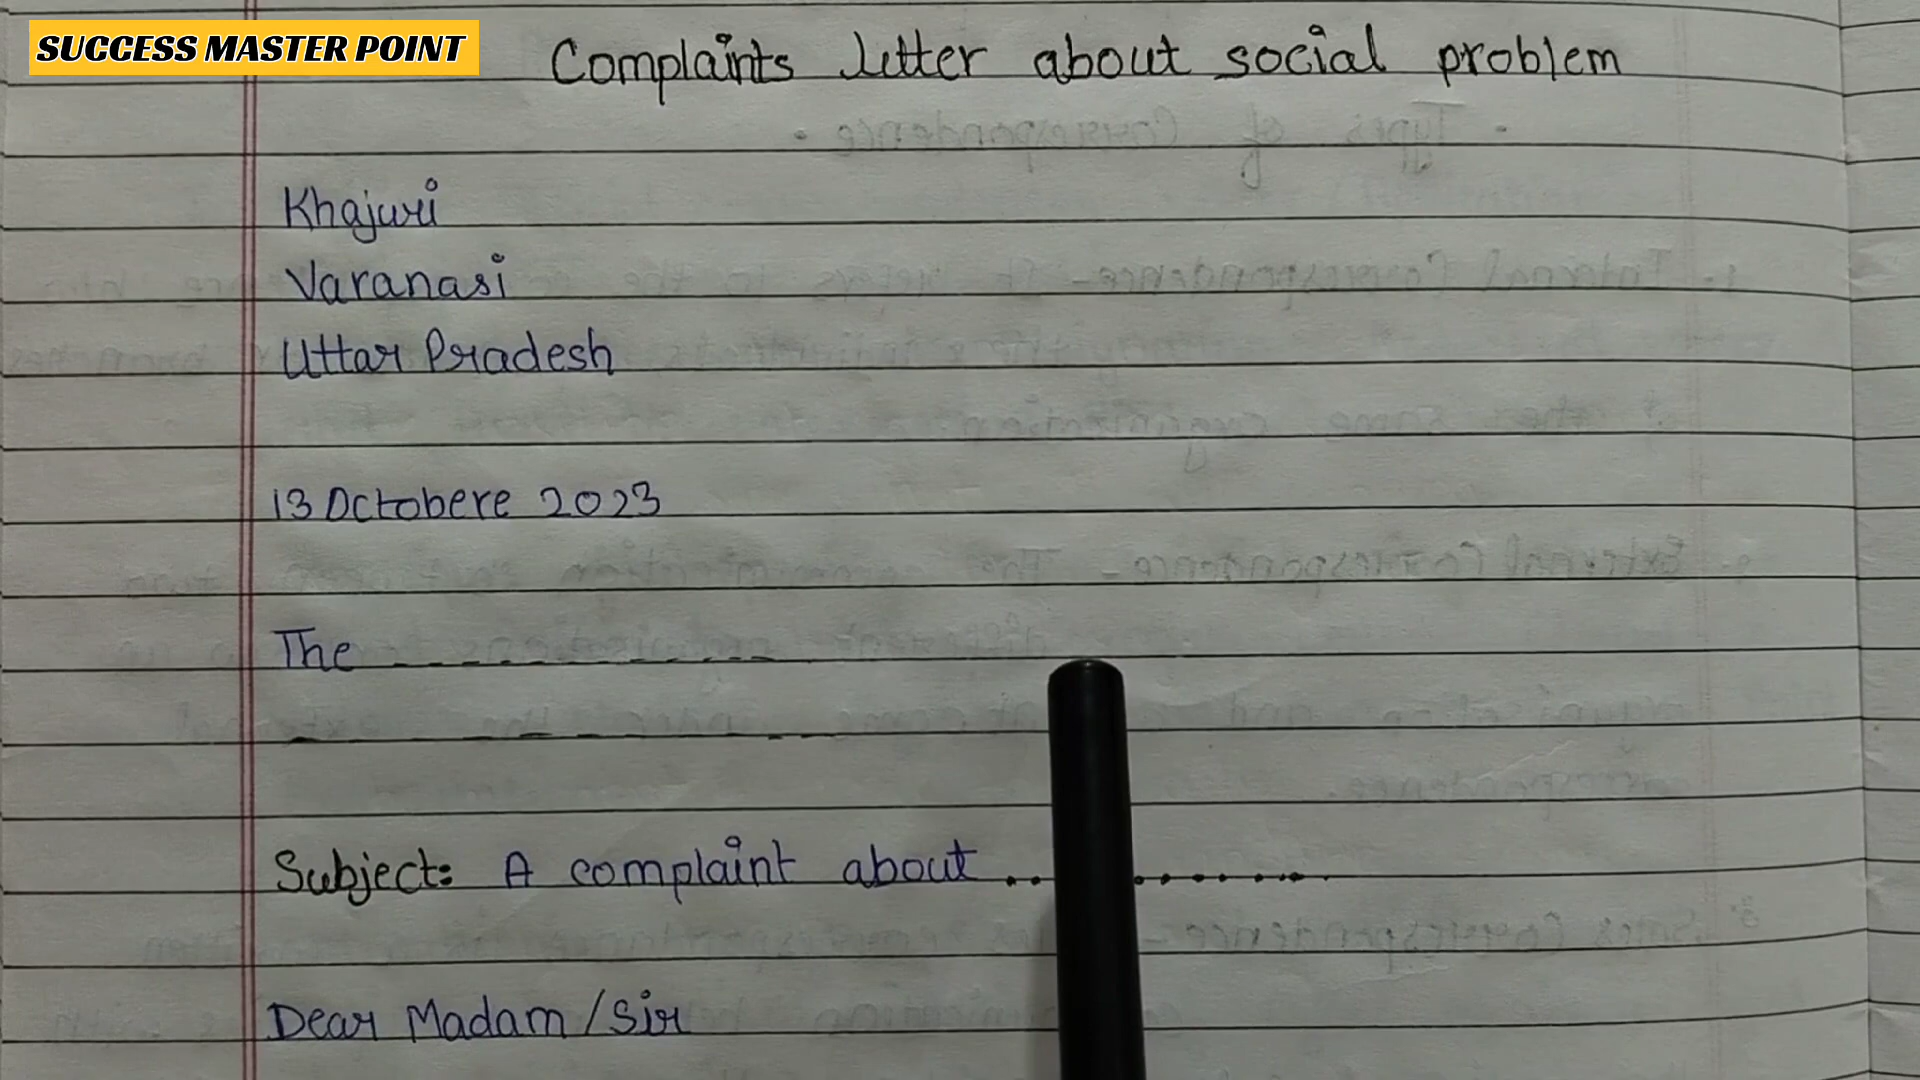 SUCCESS MASTER POINT
Complaints letter about social problem
Khajuri
Varanasi
Uttar Pradesh
13 Octobere 2023
The _ _ _ _ _ _ _ _ _ _ _ _ _
_ _ _ _ _ _ _ _ _
Subject: A complaint about .............
Dear Madam/Sir